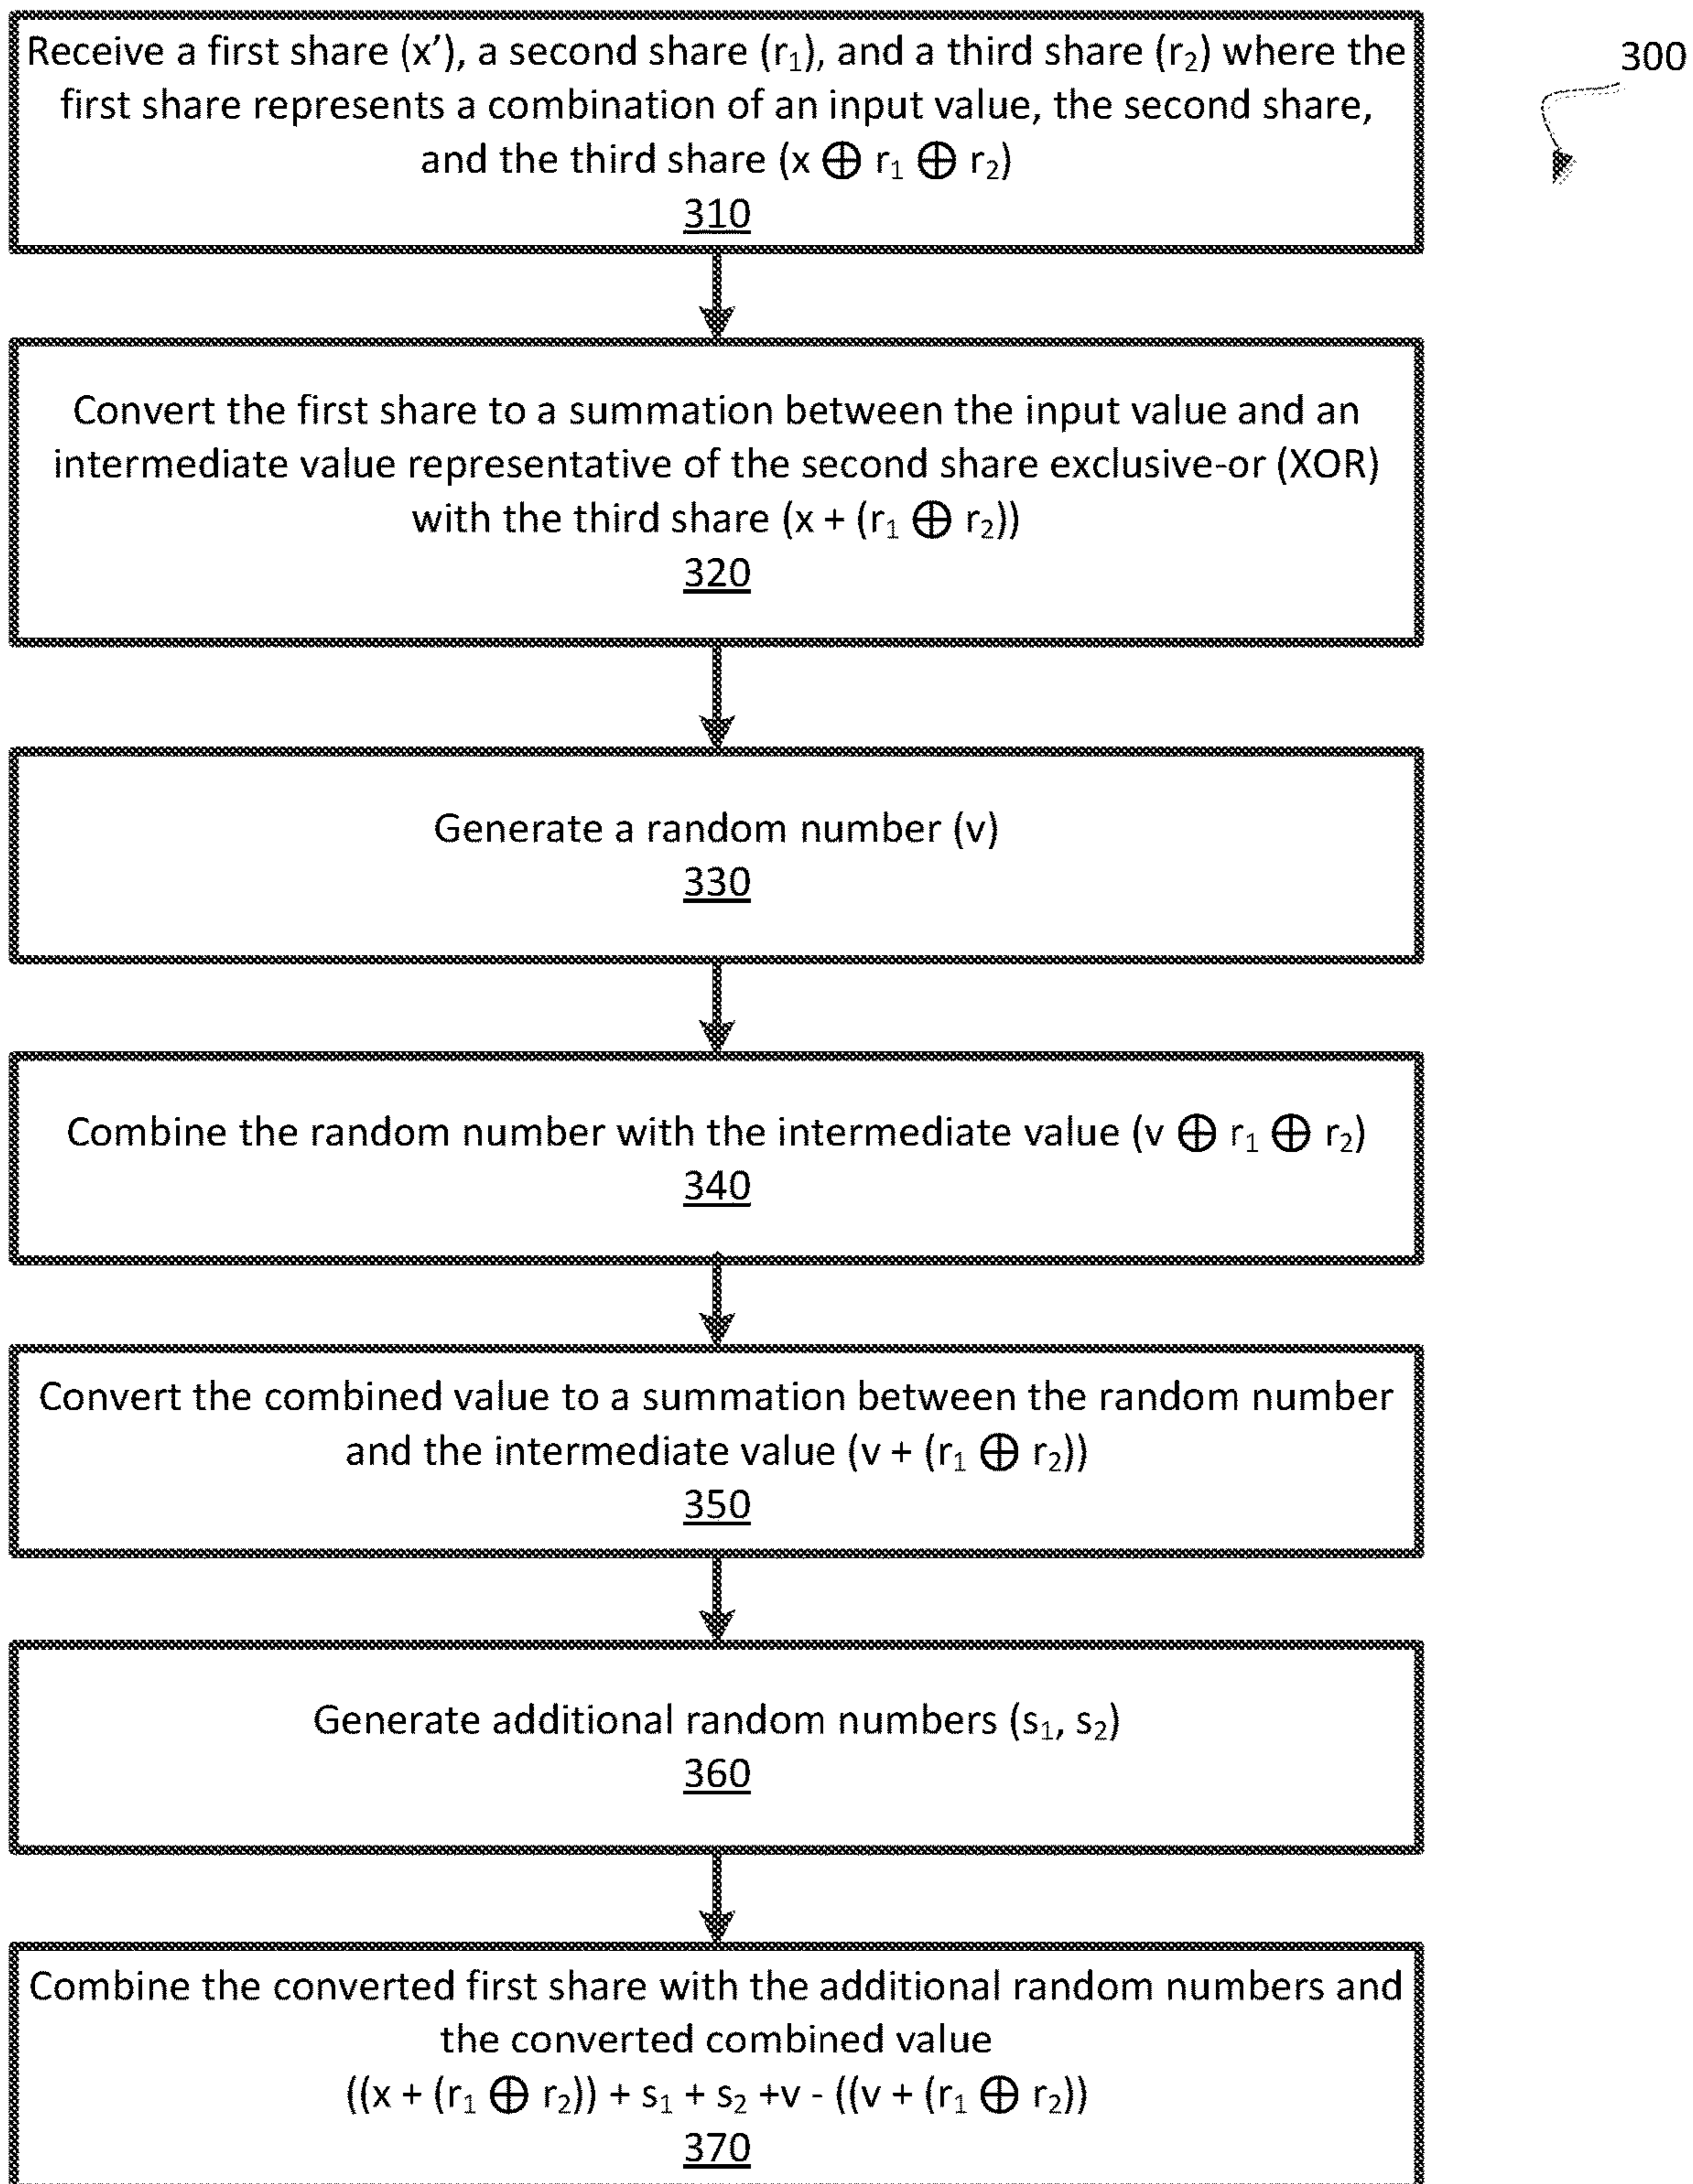 Receive a first share (x’), a second share (r₁), and a third share (r₂) where the
first share represents a combination of an input value, the second share,
and the third share (x ⊕ r₁ ⊕ r₂)
310
300
Convert the first share to a summation between the input value and an
intermediate value representative of the second share exclusive-or (XOR)
with the third share (x + (r₁ ⊕ r₂))
320
Generate a random number (v)
330
Combine the random number with the intermediate value (v ⊕ r₁ ⊕ r₂)
340
Convert the combined value to a summation between the random number
and the intermediate value (v + (r₁ ⊕ r₂))
350
Generate additional random numbers (s₁, s₂)
360
Combine the converted first share with the additional random numbers and
the converted combined value
((x + (r₁ ⊕ r₂)) + s₁ + s₂ +v - ((v + (r₁ ⊕ r₂))
370